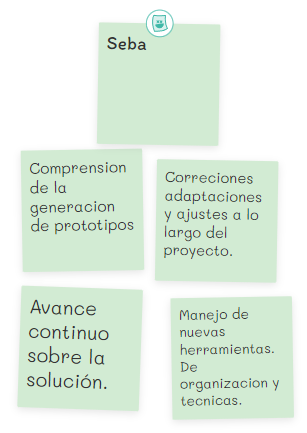 Seba
Comprension
de la
generacion
de prototipos
Correciones
adaptaciones
y ajustes a lo
largo del
proyecto.
Avance
continuo
sobre la
solución.
Manejo de
nuevas
herramientas.
De
organizacion y
tecnicas.